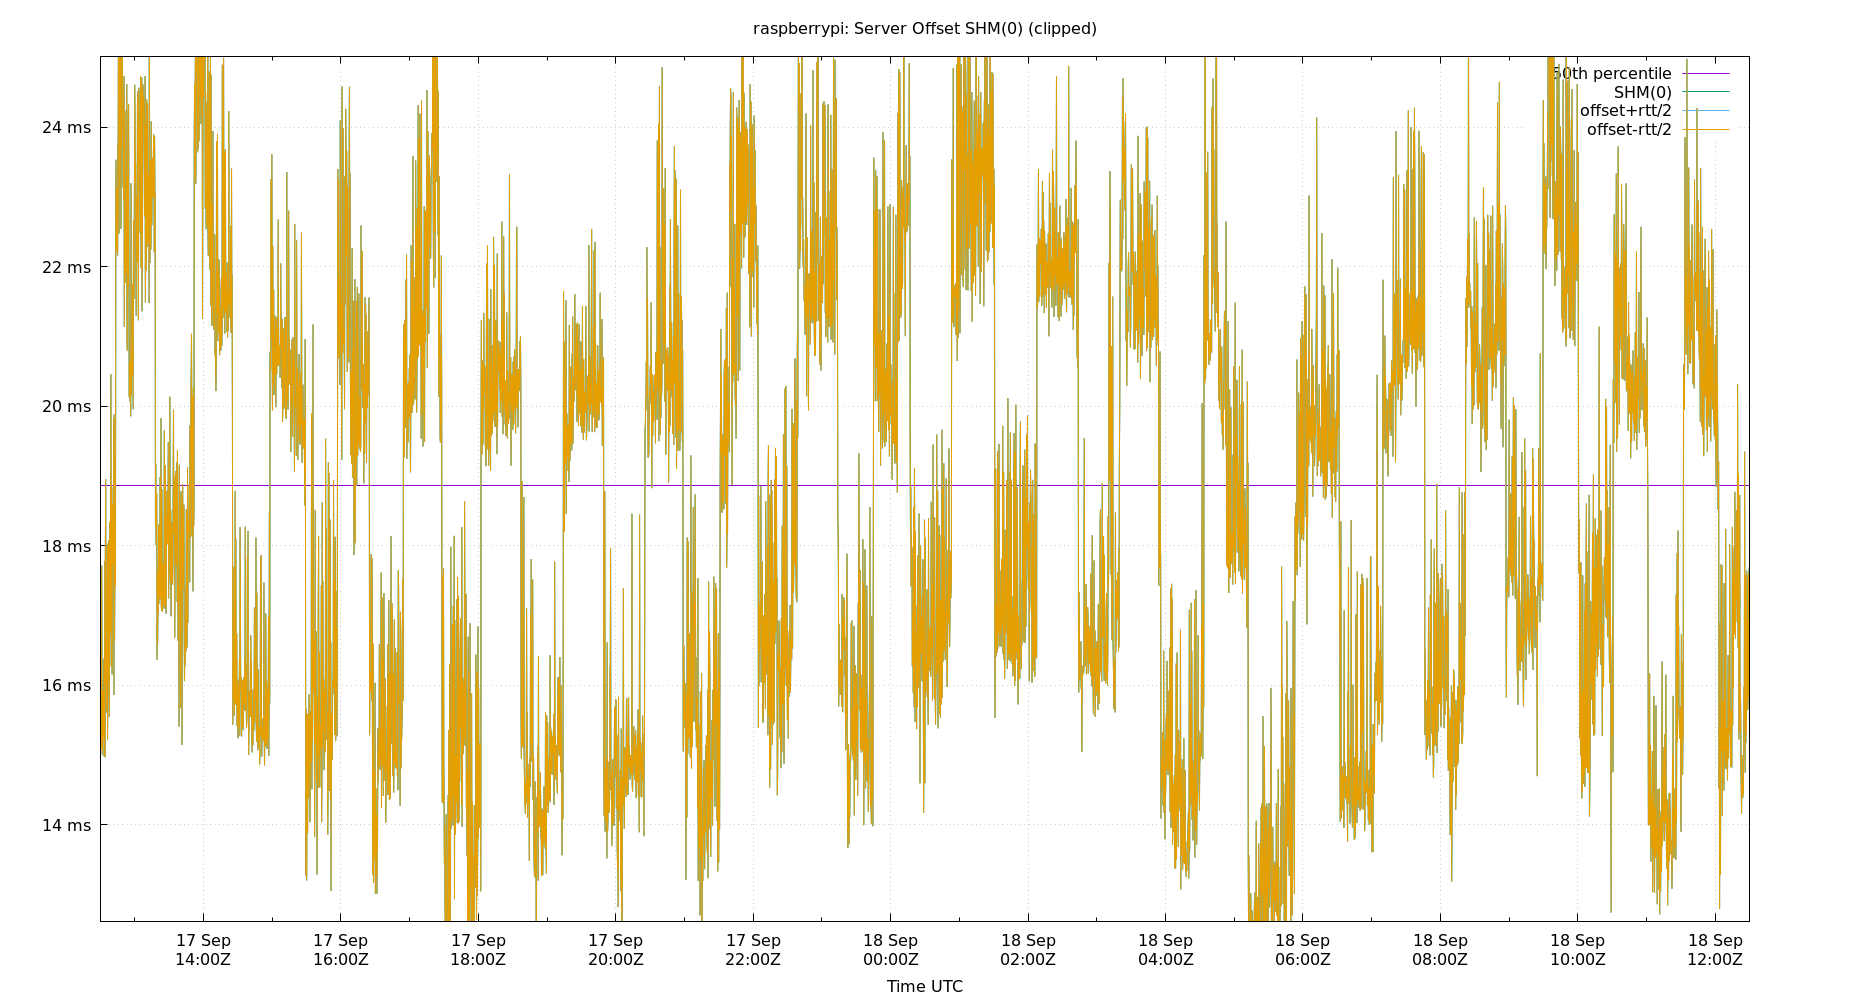 raspberrypi: Server Offset SHM(0) (clipped)
50th percentile
SHM(0)
offset+rtt/2
offset-rtt/2
24 ms
22 ms
20 ms
18 ms
16 ms
14 ms
17 Sep 17 Sep 17 Sep 17 Sep 17 Sep 18 Sep 18 Sep 18 Sep 18 Sep 18 Sep 18 Sep 18 Sep
14:00Z 16:00Z 18:00Z 20:00Z 22:00Z 00:00Z 02:00Z 04:00Z 06:00Z 08:00Z 10:00Z 12:00Z
Time UTC